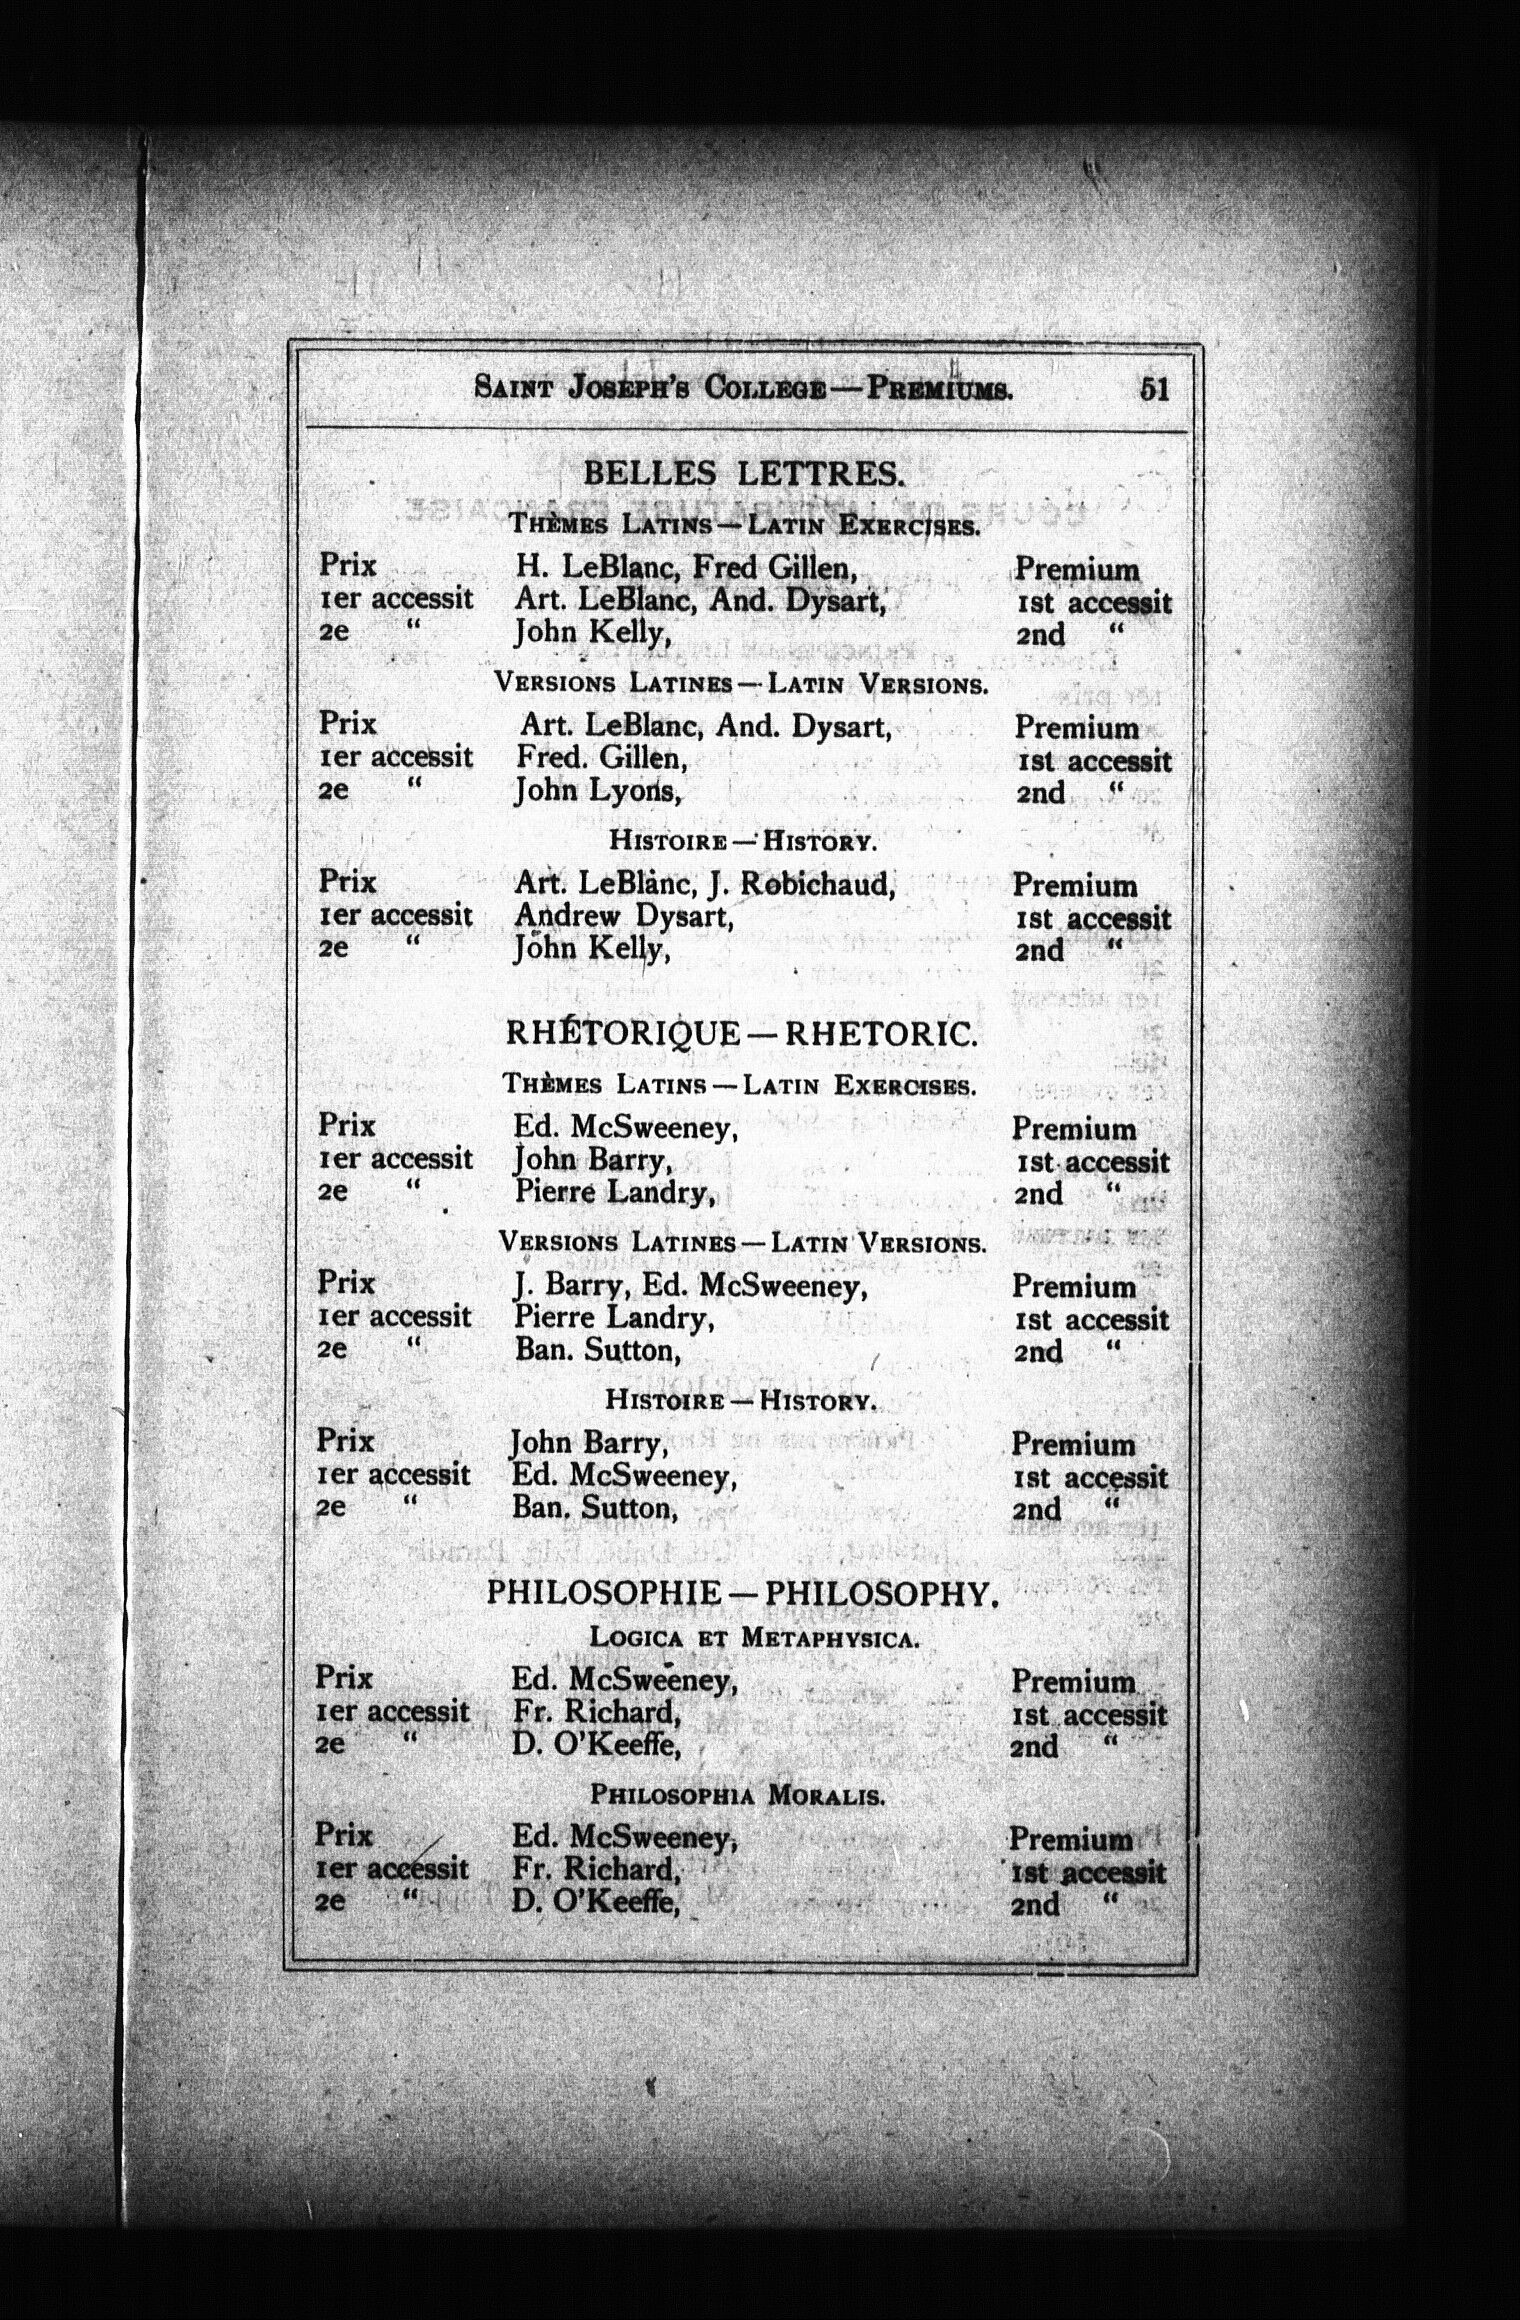 SAINT JOSEPH'S COLLEGE—PREMIUMS. 51
BELLES LETTRES.
THÈMES LATINS—LATIN EXERCISES.
Prix H. LeBlanc, Fred Gillen, Premium
1er accessit Art. LeBlanc, And. Dysart, 1st accessit
2e “ John Kelly, 2nd “
VERSIONS LATINES—LATIN VERSIONS.
Prix Art. LeBlanc, And. Dysart, Premium
1er accessit Fred. Gillen, 1st accessit
2e “ John Lyons, 2nd “
HISTOIRE—HISTORY.
Prix Art. LeBlanc, J. Robichaud, Premium
1er accessit Andrew Dysart, 1st accessit
2e “ John Kelly, 2nd “
RHÉTORIQUE—RHETORIC.
THÈMES LATINS—LATIN EXERCISES.
Prix Ed. McSweeney, Premium
1er accessit John Barry, 1st accessit
2e “ Pierre Landry, 2nd “
VERSIONS LATINES—LATIN VERSIONS.
Prix J. Barry, Ed. McSweeney, Premium
1er accessit Pierre Landry, 1st accessit
2e “ Ban. Sutton, 2nd “
HISTOIRE—HISTORY.
Prix John Barry, Premium
1er accessit Ed. McSweeney, 1st accessit
2e “ Ban. Sutton, 2nd “
PHILOSOPHIE—PHILOSOPHY.
LOGICA ET METAPHYSICA.
Prix Ed. McSweeney, Premium
1er accessit Fr. Richard, 1st accessit
2e “ D. O'Keeffe, 2nd “
PHILOSOPHIA MORALIS.
Prix Ed. McSweeney, Premium
1er accessit Fr. Richard, 1st accessit
2e “ D. O'Keeffe, 2nd “